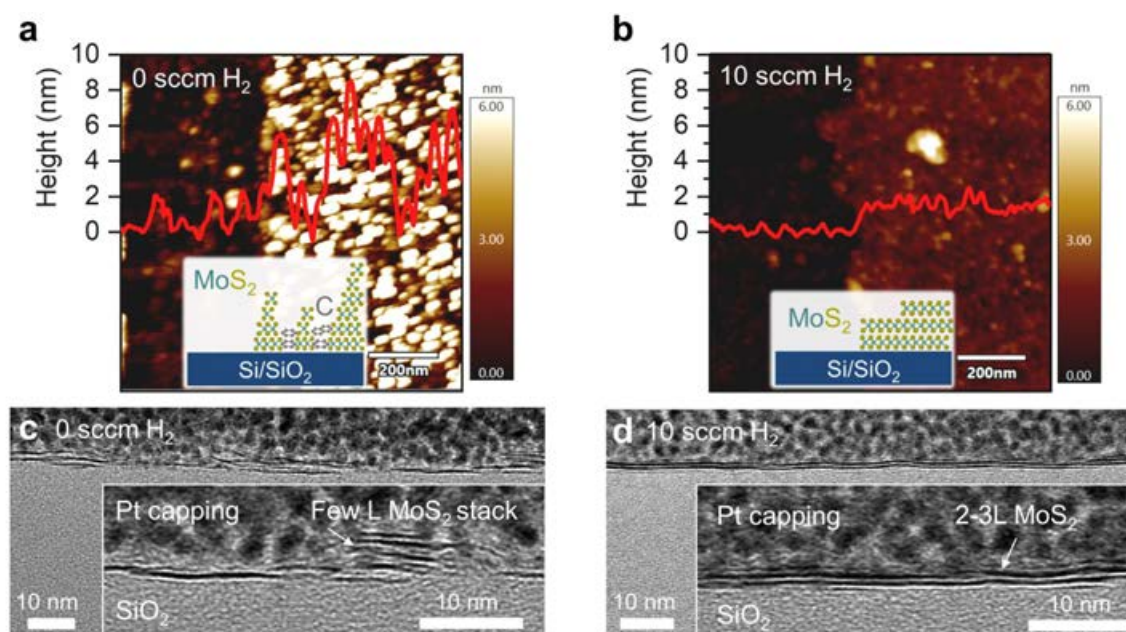 a
10
8
6
4
2
0
Height (nm)
0 sccm H₂
nm
6.00
3.00
0.00
MoS₂
C
Si/SiO₂
200nm
b
10
8
6
4
2
0
Height (nm)
10 sccm H₂
nm
6.00
3.00
0.00
MoS₂
Si/SiO₂
200nm
c 0 sccm H₂
Pt capping
Few L MoS₂ stack
10 nm
SiO₂
10 nm
d 10 sccm H₂
Pt capping
2-3L MoS₂
10 nm
SiO₂
10 nm